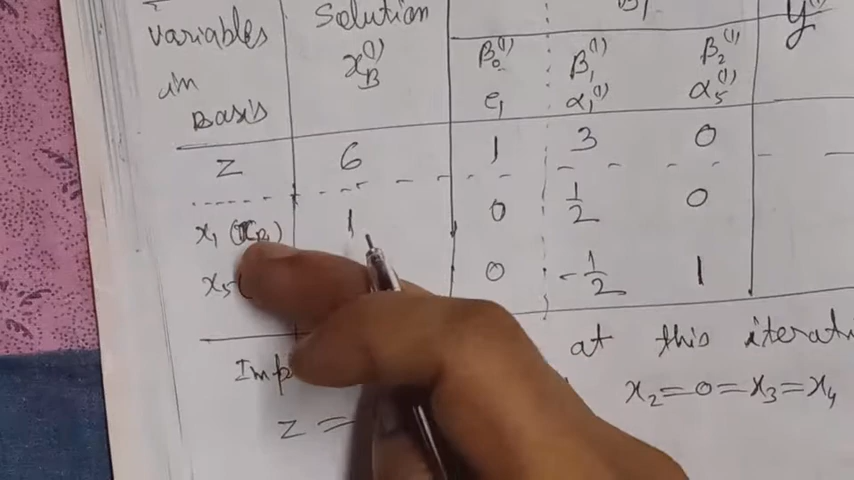 Variables Solution
in x_B^(1) β_0^(1) β_1^(1) β_2^(1)
Basis e_1 α_1^(1) α_5^(1)
Z 6 1 3 0
x_1 1 0 1/2 0
x_5 0 -1/2 1
at this
x_2=0=x_3=x_4
Z =